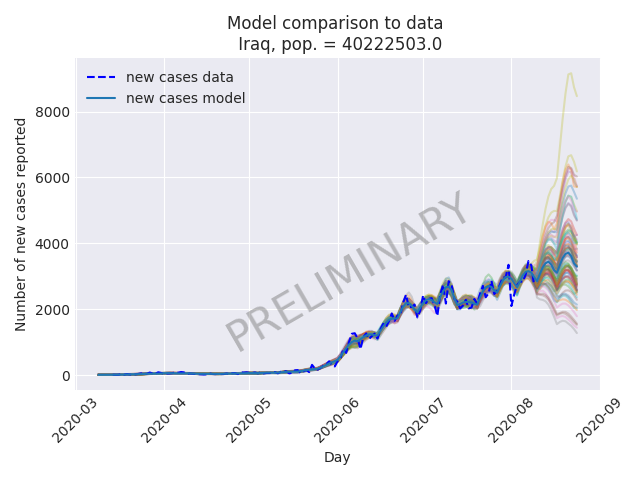 Model comparison to data
Iraq, pop. = 40222503.0
new cases data
new cases model
Number of new cases reported
8000
6000
4000
2000
0
PRELIMINARY
2020-03
2020-04
2020-05
2020-06
2020-07
2020-08
2020-09
Day